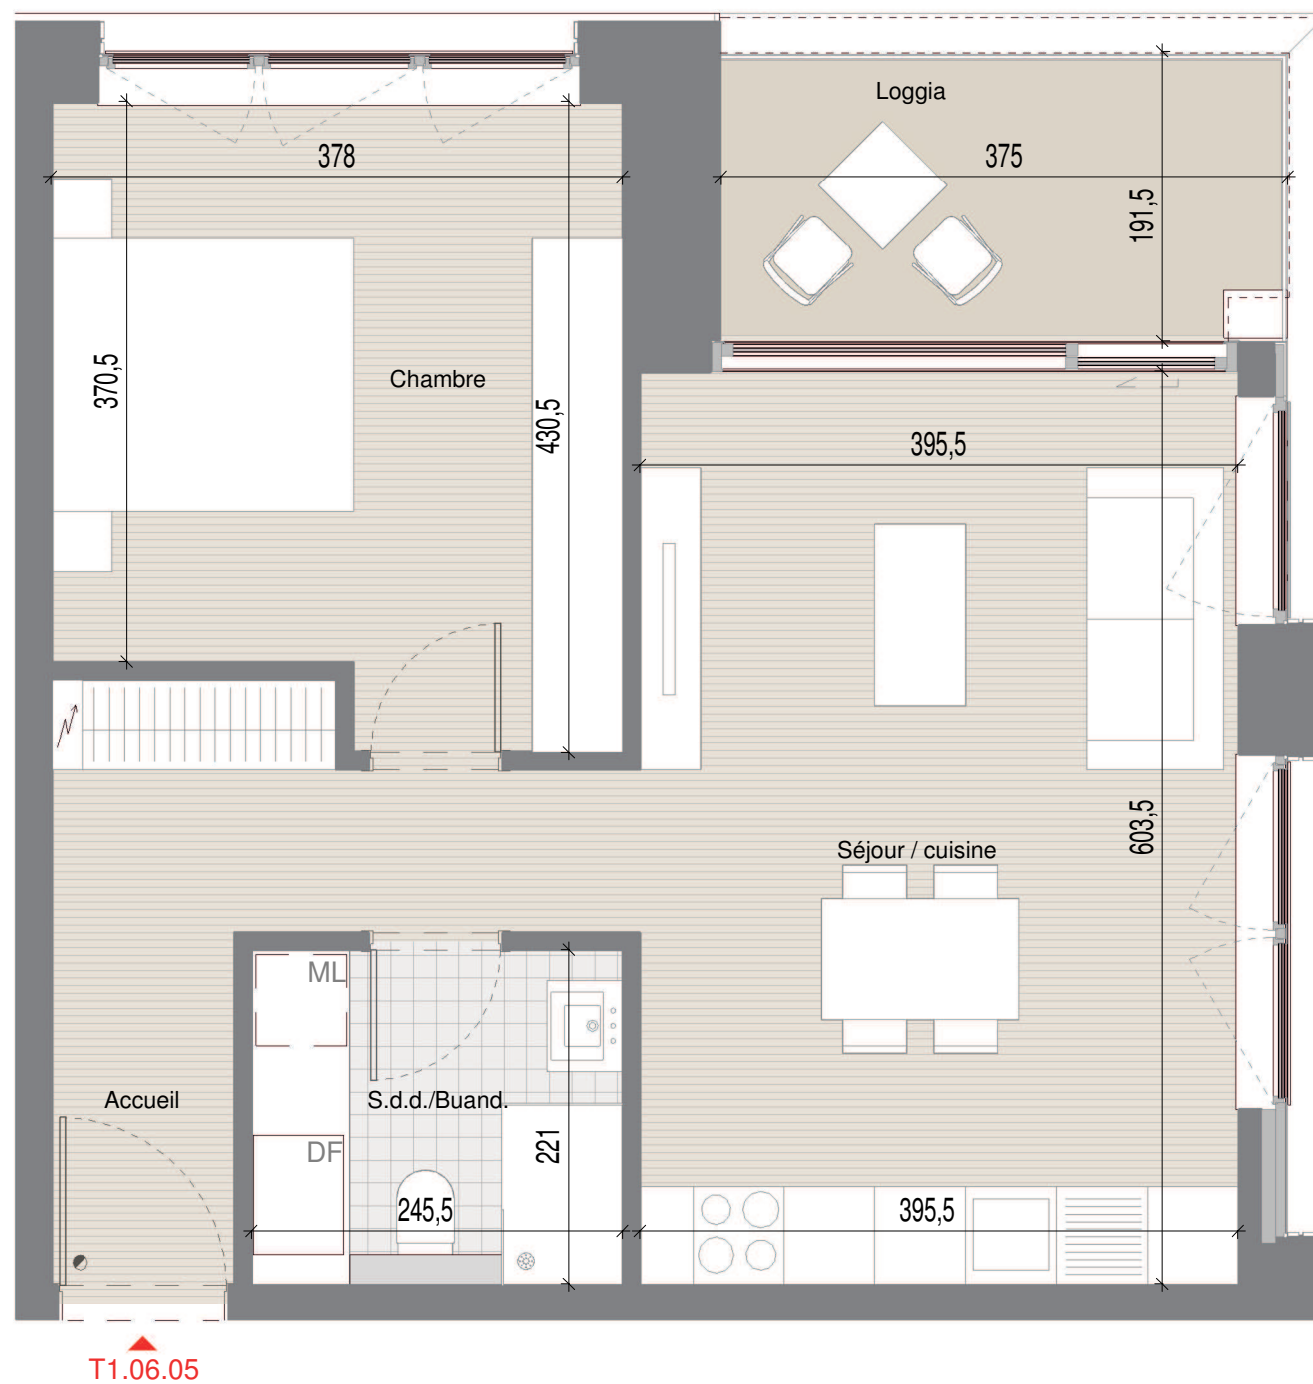 Loggia
378
375
191,5
Chambre
370,5
430,5
395,5
603,5
Séjour / cuisine
ML
Accueil
S.d.d./Buand.
DF
221
245,5
395,5
T1.06.05